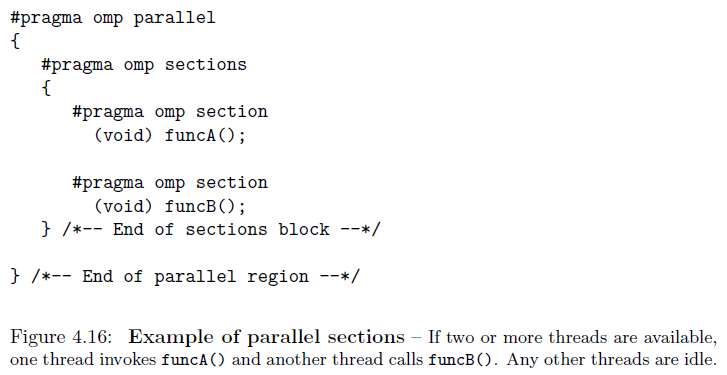 #pragma omp parallel
{
   #pragma omp sections
   {
      #pragma omp section
        (void) funcA();

      #pragma omp section
        (void) funcB();
   } /*-- End of sections block --*/

} /*-- End of parallel region --*/

Figure 4.16: Example of parallel sections – If two or more threads are available,
one thread invokes funcA() and another thread calls funcB(). Any other threads are idle.